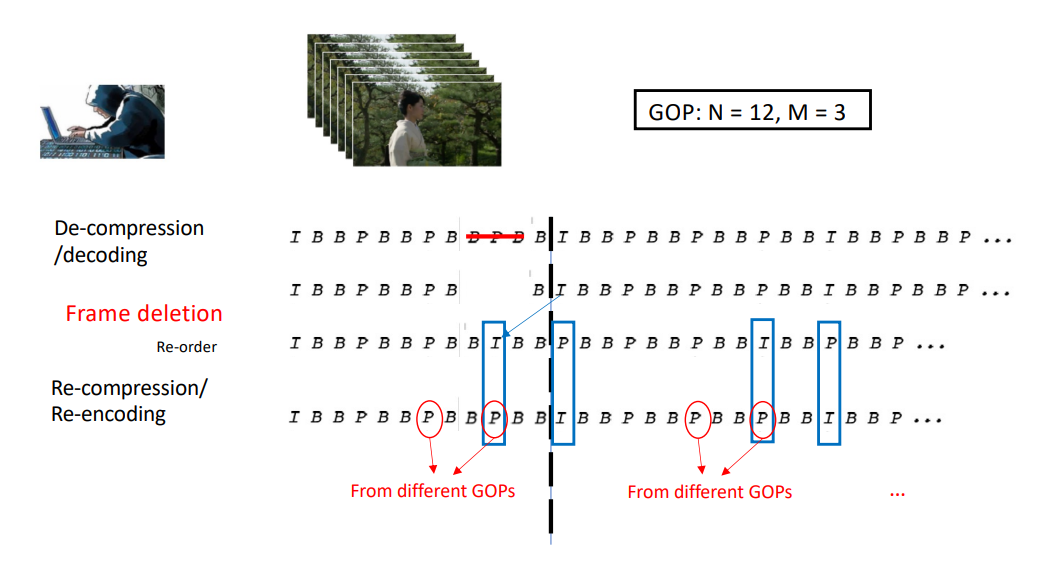 GOP: N = 12, M = 3
De-compression
/decoding
I B B P B B P B B P B B I B B P B B P B B P B B I B B P B B P ...
I B B P B B P B B I B B P B B P B B P B B I B B P B B P ...
Frame deletion
Re-order
I B B P B B P B B I B B P B B P B B P B B I B B P B B P ...
Re-compression/
Re-encoding
I B B P B B P B B P B B I B B P B B P B B P B B I B B P ...
From different GOPs
From different GOPs
...